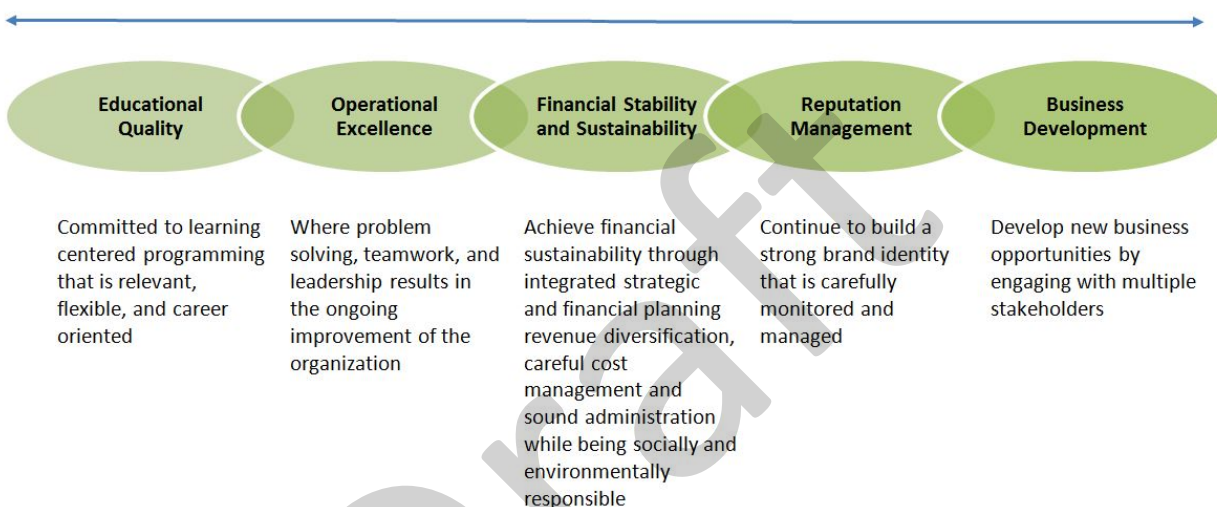 Educational
Quality
Operational
Excellence
Financial Stability
and Sustainability
Reputation
Management
Business
Development
Committed to learning
centered programming
that is relevant,
flexible, and career
oriented
Where problem
solving, teamwork, and
leadership results in
the ongoing
improvement of the
organization
Achieve financial
sustainability through
integrated strategic
and financial planning
revenue diversification,
careful cost
management and
sound administration
while being socially and
environmentally
responsible
Continue to build a
strong brand identity
that is carefully
monitored and
managed
Develop new business
opportunities by
engaging with multiple
stakeholders
Draft